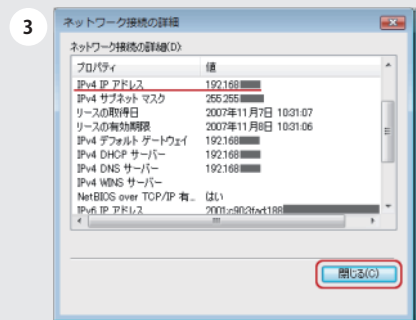 3
ネットワーク接続の詳細
ネットワーク接続の詳細(D):
プロパティ 値
IPv4 IP アドレス 192.168
IPv4 サブネット マスク 255.255
リースの取得日 2007年11月7日 10:31:07
リースの有効期限 2007年11月8日 10:31:06
IPv4 デフォルト ゲートウェイ 192.168
IPv4 DHCP サーバー 192.168
IPv4 DNS サーバー 192.168
IPv4 WINS サーバー
NetBIOS over TCP/IP 有... はい
IPv6 IP アドレス 2001:c90:3fad:188
閉じる(C)